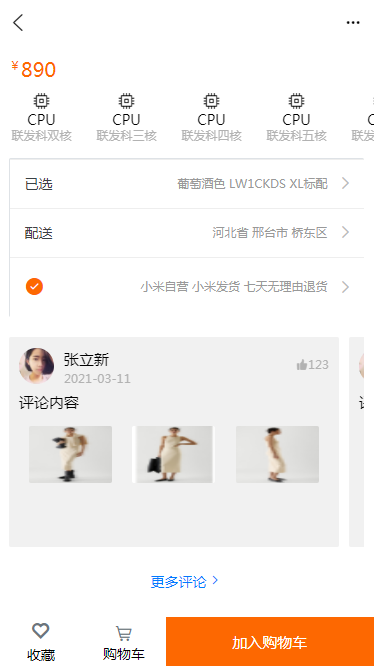 ¥890
CPU CPU CPU CPU
联发科双核 联发科三核 联发科四核 联发科五核 联发
已选 葡萄酒色 LW1CKDS XL标配
配送 河北省 邢台市 桥东区
小米自营 小米发货 七天无理由退货
张立新
123
2021-03-11
评论内容
更多评论
收藏 购物车 加入购物车